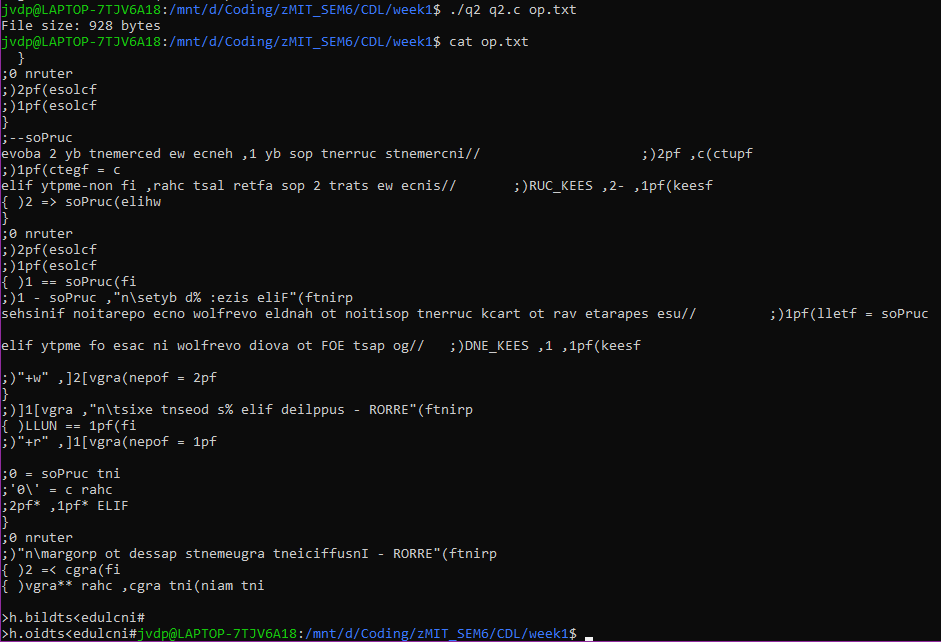 jvdp@LAPTOP-7TJV6A18:/mnt/d/Coding/zMIT_SEM6/CDL/week1$ ./q2 q2.c op.txt
File size: 928 bytes
jvdp@LAPTOP-7TJV6A18:/mnt/d/Coding/zMIT_SEM6/CDL/week1$ cat op.txt
  }
;0 nruter
;)2pf(esolcf
;)1pf(esolcf
}
;--soPruc
evoba 2 yb tnemerced ew ecneh ,1 yb sop tnerruc stnemercni//                    ;)2pf ,c(ctupf
;)1pf(ctegf = c
elif ytpme-non fi ,rahc tsal retfa sop 2 trats ew ecnis//       ;)RUC_KEES ,2- ,1pf(keesf
{ )2 => soPruc(elihw
}
;0 nruter
;)2pf(esolcf
;)1pf(esolcf
{ )1 == soPruc(fi
;)1 - soPruc ,"n\setyb d% :ezis eliF"(ftnirp
sehsinif noitarepo ecno wolfrevo eldnah ot noitisop tnerruc kcart ot rav etarapes esu//         ;)1pf(lletf = soPruc

elif ytpme fo esac ni wolfrevo diova ot FOE tsap og//   ;)DNE_KEES ,1 ,1pf(keesf

;)"+w" ,]2[vgra(nepof = 2pf
}
;)]1[vgra ,"n\tsixe tnseod s% elif deilppus - RORRE"(ftnirp
{ )LLUN == 1pf(fi
;)"+r" ,]1[vgra(nepof = 1pf

;0 = soPruc tni
;'0\' = c rahc
;2pf* ,1pf* ELIF
}
;0 nruter
;)"n\margorp ot dessap stnemeugra tneiciffusnI - RORRE"(ftnirp
{ )2 =< cgra(fi
{ )vgra** rahc ,cgra tni(niam tni

>h.bildts<edulcni#
>h.oidts<edulcni#jvdp@LAPTOP-7TJV6A18:/mnt/d/Coding/zMIT_SEM6/CDL/week1$